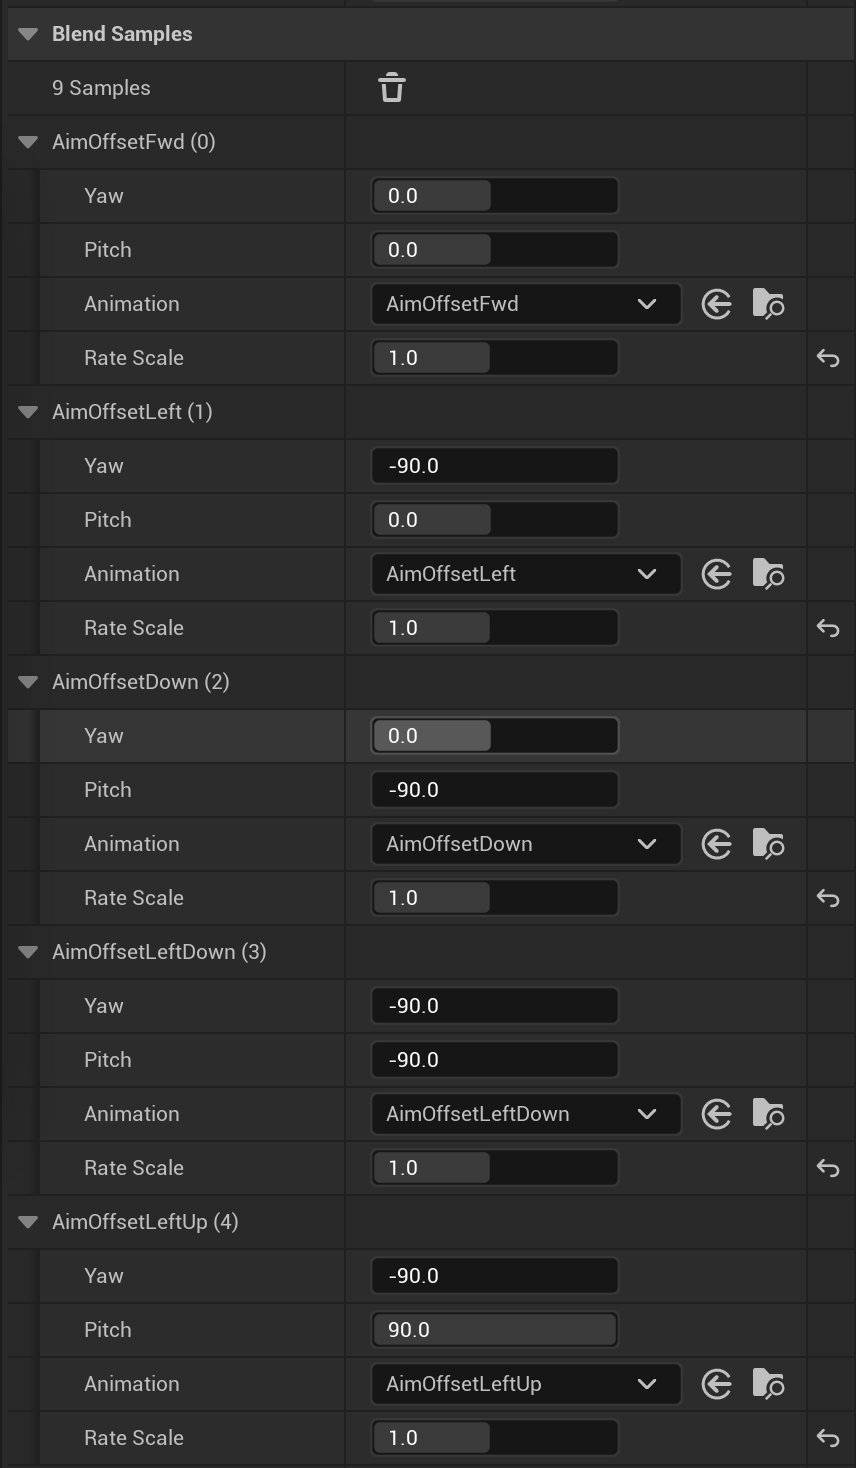 Blend Samples
9 Samples
AimOffsetFwd (0)
Yaw 0.0
Pitch 0.0
Animation AimOffsetFwd
Rate Scale 1.0
AimOffsetLeft (1)
Yaw -90.0
Pitch 0.0
Animation AimOffsetLeft
Rate Scale 1.0
AimOffsetDown (2)
Yaw 0.0
Pitch -90.0
Animation AimOffsetDown
Rate Scale 1.0
AimOffsetLeftDown (3)
Yaw -90.0
Pitch -90.0
Animation AimOffsetLeftDown
Rate Scale 1.0
AimOffsetLeftUp (4)
Yaw -90.0
Pitch 90.0
Animation AimOffsetLeftUp
Rate Scale 1.0